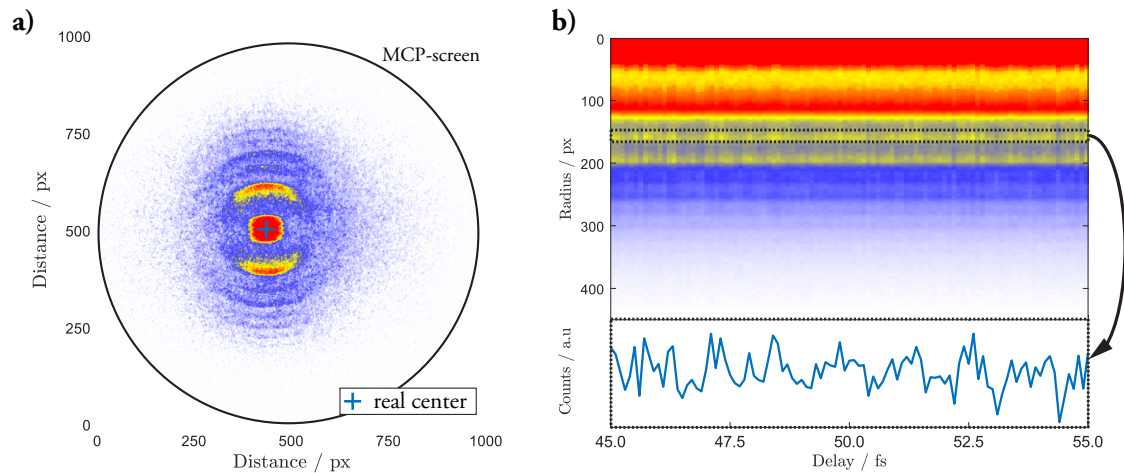 a)
1000
750
500
250
0
Distance / px
MCP-screen
real center
0 250 500 750 1000
Distance / px
b)
0
100
200
300
400
Radius / px
Counts / a.u
45.0 47.5 50.0 52.5 55.0
Delay / fs